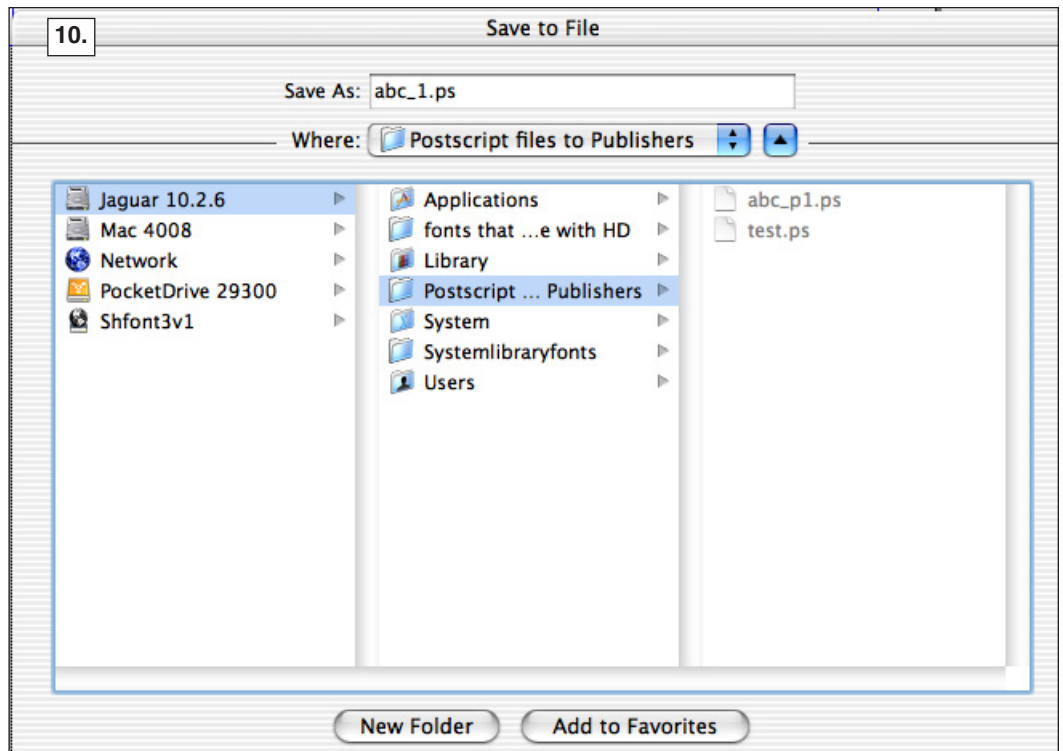 10.
Save to File
Save As: abc_1.ps
Where: Postscript files to Publishers
Jaguar 10.2.6
Mac 4008
Network
PocketDrive 29300
Shfont3v1
Applications
fonts that ...e with HD
Library
Postscript ... Publishers
System
Systemlibraryfonts
Users
abc_p1.ps
test.ps
New Folder
Add to Favorites